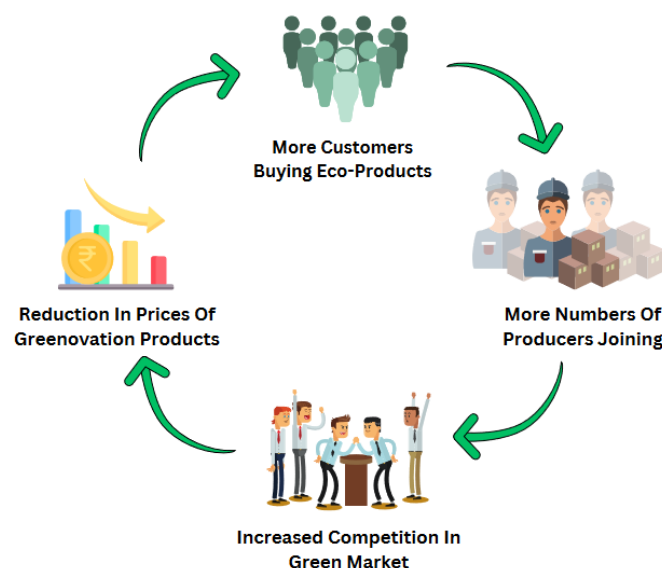 More Customers
Buying Eco-Products
More Numbers Of
Producers Joining
Increased Competition In
Green Market
Reduction In Prices Of
Greenovation Products
₹